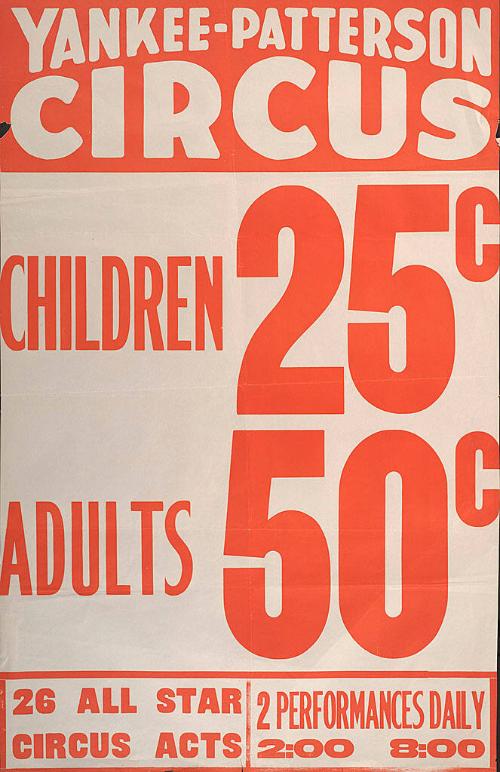 YANKEE-PATTERSON
CIRCUS
CHILDREN 25c
ADULTS 50c
26 ALL STAR
CIRCUS ACTS
2 PERFORMANCES DAILY
2:00 8:00